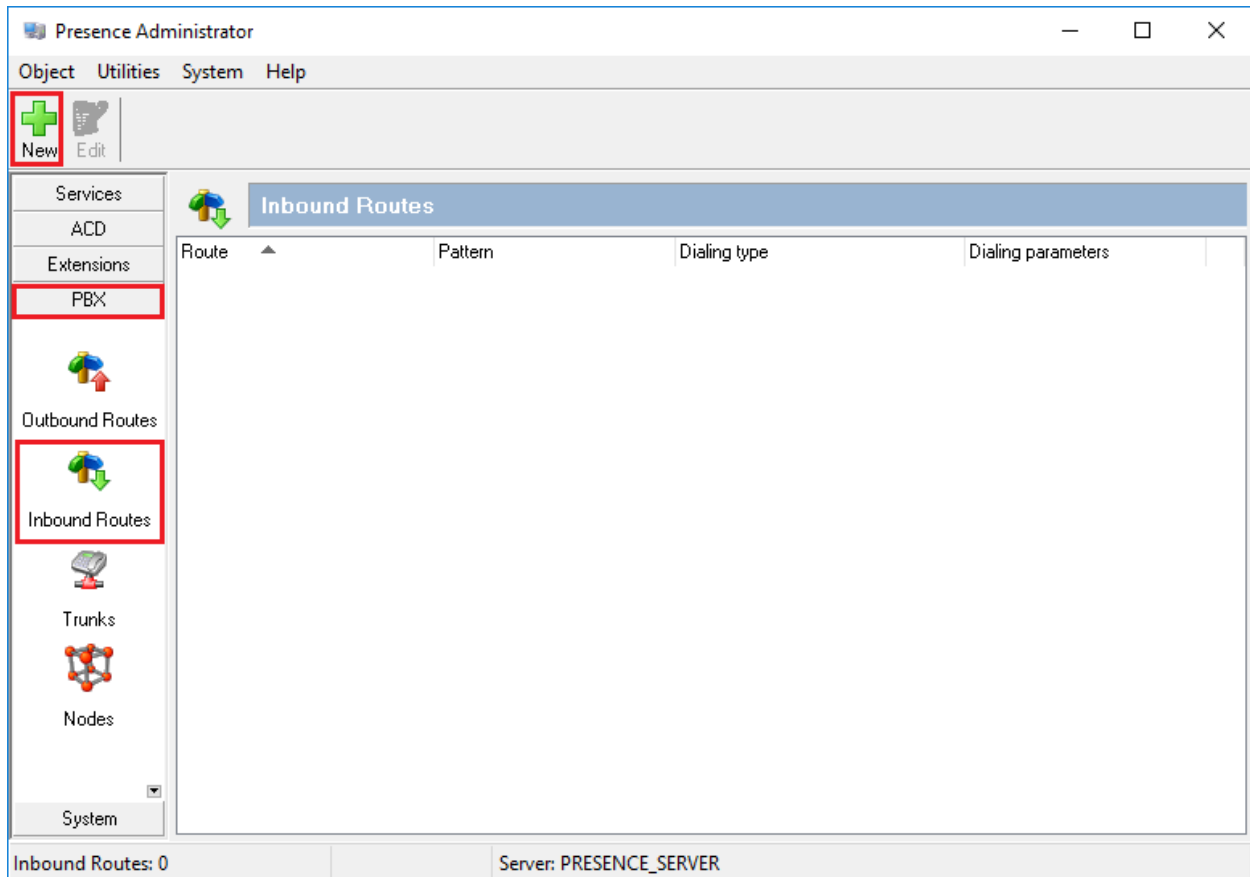 Presence Administrator
Object Utilities System Help
New Edit
Services
ACD
Extensions
PBX
Outbound Routes
Inbound Routes
Trunks
Nodes
System
Inbound Routes
Route Pattern Dialing type Dialing parameters
Inbound Routes: 0 Server: PRESENCE_SERVER